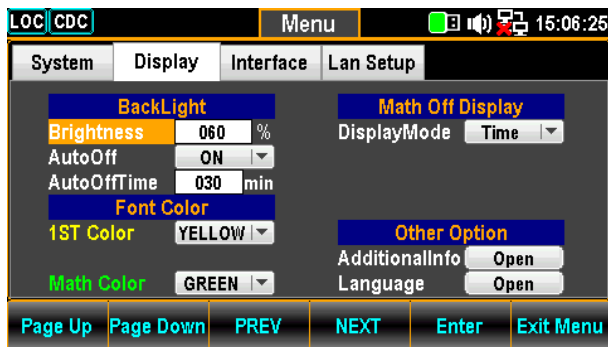 LOC CDC Menu 15:06:25
System Display Interface Lan Setup
BackLight
Brightness 060 %
AutoOff ON
AutoOffTime 030 min
Font Color
1ST Color YELLOW
Math Color GREEN
Math Off Display
DisplayMode Time
Other Option
AdditionalInfo Open
Language Open
Page Up Page Down PREV NEXT Enter Exit Menu